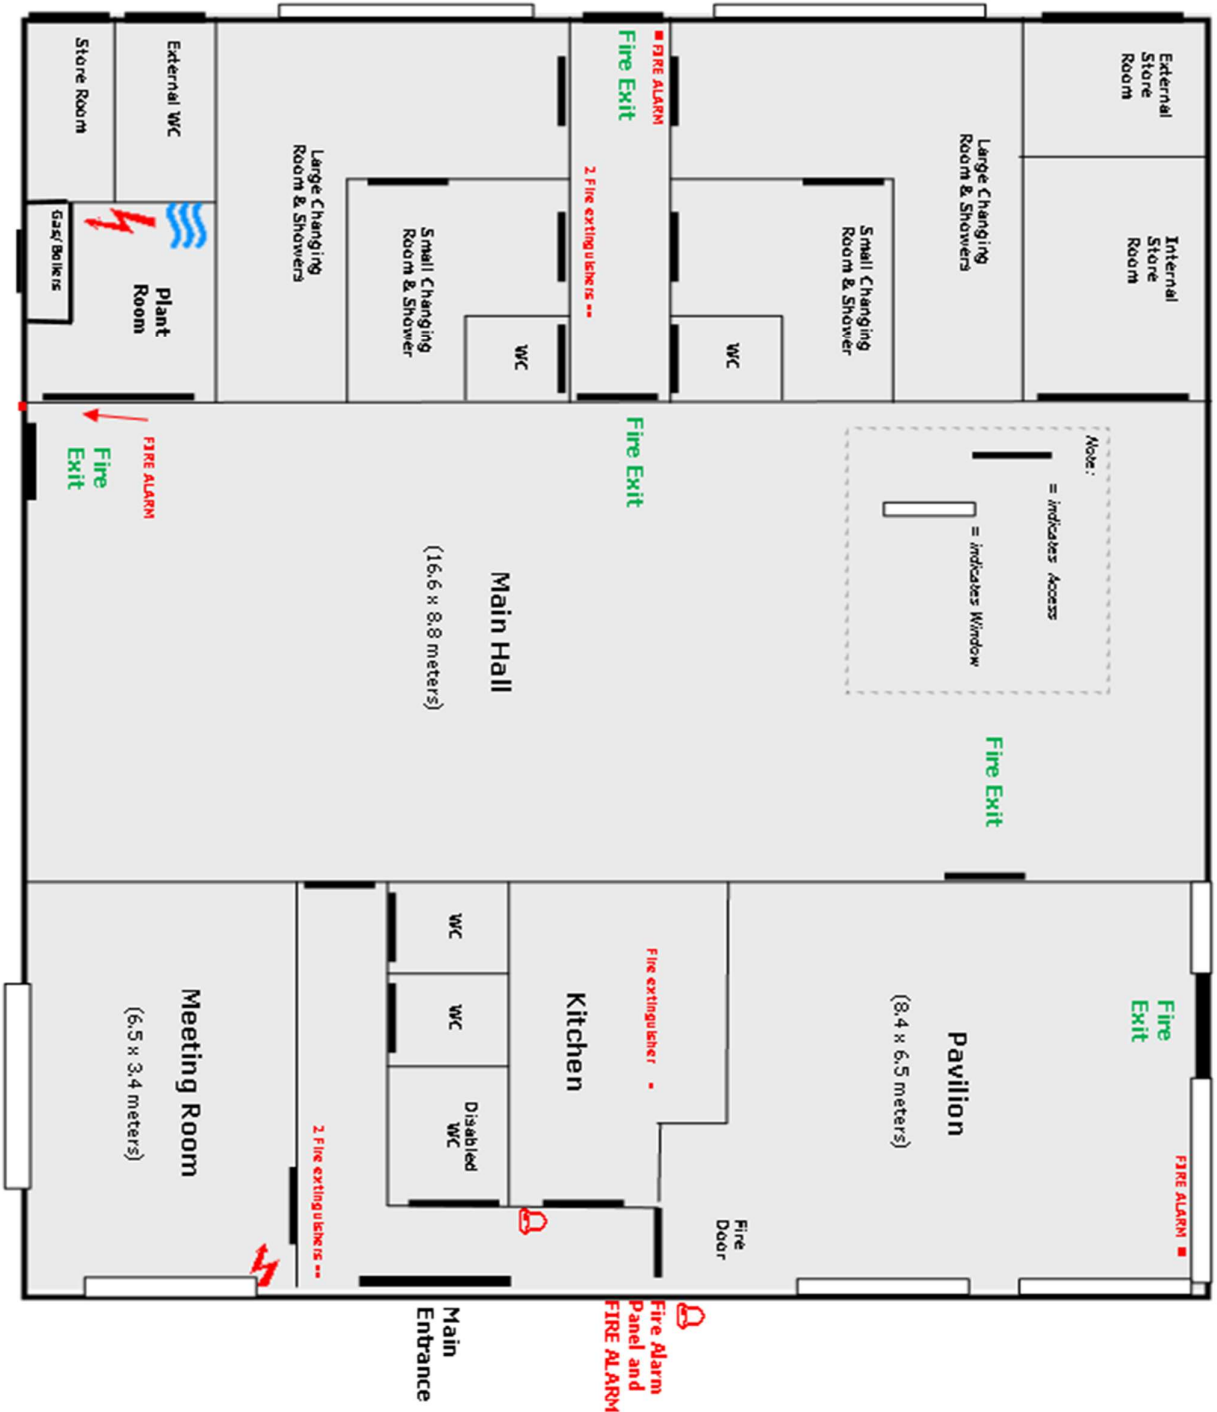 Store Room
External WC
Large Changing
Room & Showers
Small Changing
Room & Shower
WC
Fire Exit
FIRE ALARM
2 Fire extinguishers
WC
Small Changing
Room & Shower
Large Changing
Room & Showers
External
Store
Room
Internal
Store
Room
Gas/Boilers
Plant
Room
FIRE ALARM
Fire
Exit
Fire Exit
Note:
= indicates Access
= indicates Window
Main Hall
(16.6 x 8.8 meters)
Fire Exit
Meeting Room
(6.5 x 3.4 meters)
2 Fire extinguishers
WC
WC
Disabled
WC
Kitchen
Fire extinguisher
Pavilion
(8.4 x 6.5 meters)
Fire
Exit
FIRE ALARM
Fire
Door
Main
Entrance
Fire Alarm
Panel and
FIRE ALARM